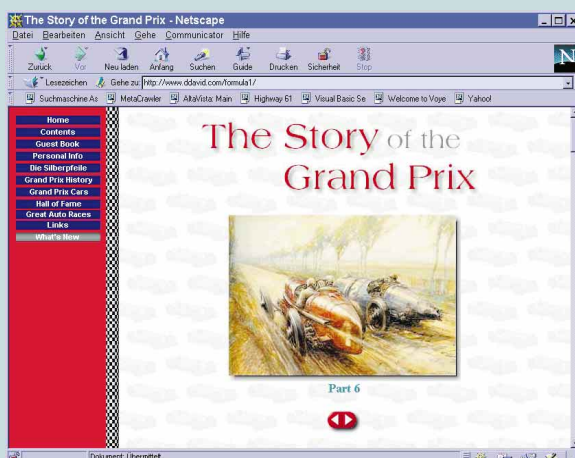 The Story of the Grand Prix - Netscape
Datei Bearbeiten Ansicht Gehe Communicator Hilfe
Zurück Vor Neu laden Anfang Suchen Guide Drucken Sicherheit Stop
N
Lesezeichen Gehe zu: http://www.ddavid.com/formula1/
Suchmaschine As MetaCrawler AltaVista: Main Highway 61 Visual Basic Se Welcome to Voye Yahoo!
Home
Contents
Guest Book
Personal Info
Die Silberpfeile
Grand Prix History
Grand Prix Cars
Hall of Fame
Great Auto Races
Links
What's New
The Story of the
Grand Prix
Part 6
Dokument: Übermittelt